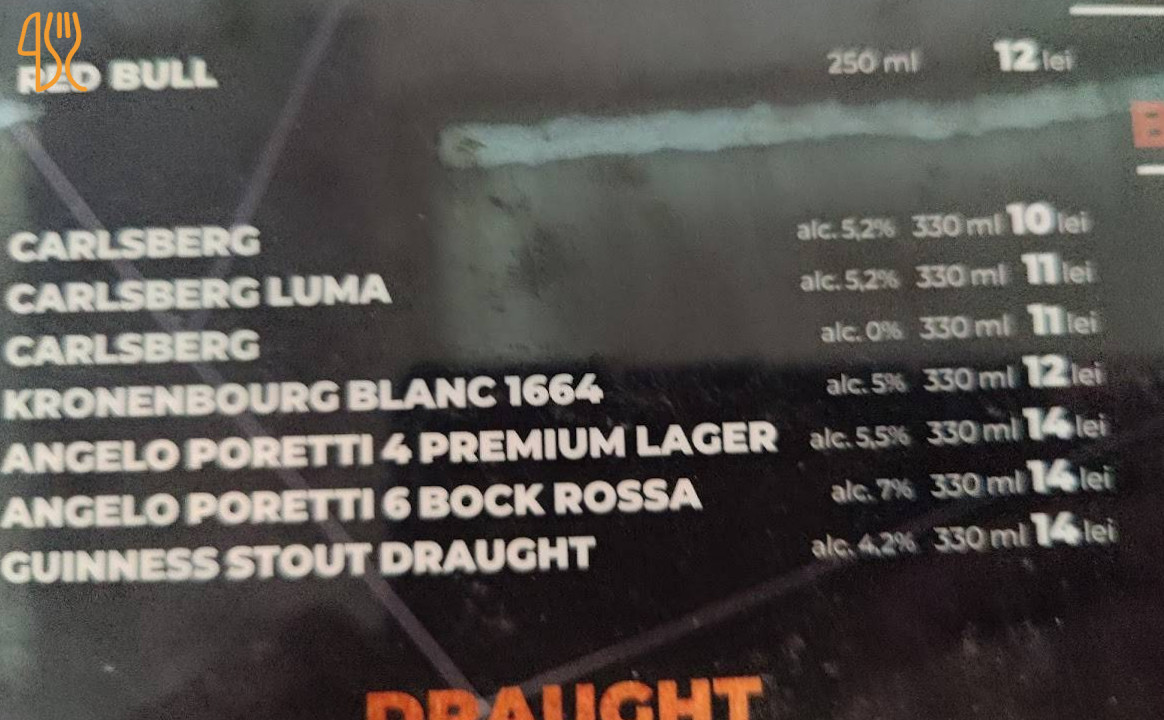 RED BULL 250 ml 12 lei
CARLSBERG alc. 5,2% 330 ml 10 lei
CARLSBERG LUMA alc. 5,2% 330 ml 11 lei
CARLSBERG alc. 0% 330 ml 11 lei
KRONENBOURG BLANC 1664 alc. 5% 330 ml 12 lei
ANGELO PORETTI 4 PREMIUM LAGER alc. 5,5% 330 ml 14 lei
ANGELO PORETTI 6 BOCK ROSSA alc. 7% 330 ml 14 lei
GUINNESS STOUT DRAUGHT alc. 4,2% 330 ml 14 lei
DRAUGHT